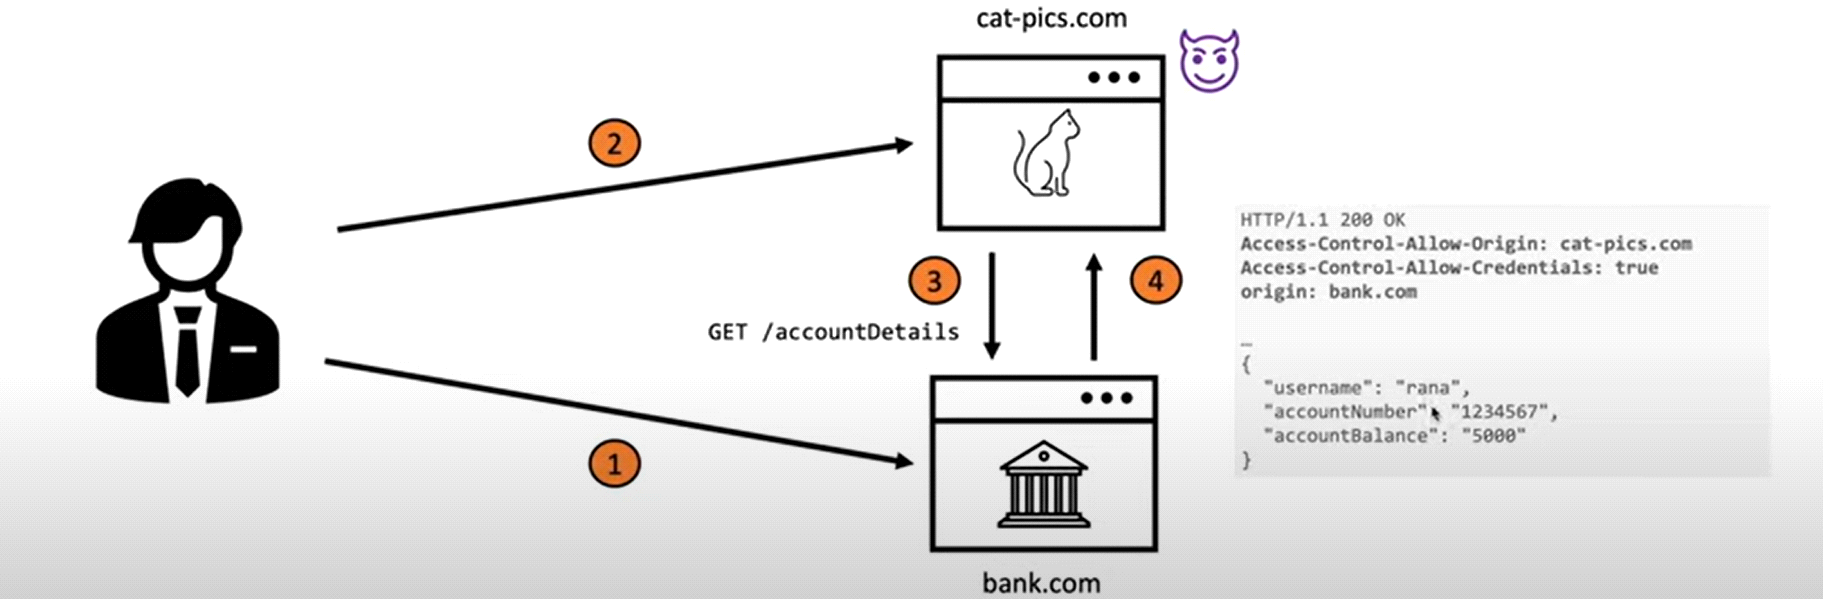 cat-pics.com
2
HTTP/1.1 200 OK
Access-Control-Allow-Origin: cat-pics.com
Access-Control-Allow-Credentials: true
origin: bank.com
3
4
GET /accountDetails
…
{
"username": "rana",
"accountNumber": "1234567",
"accountBalance": "5000"
}
1
bank.com